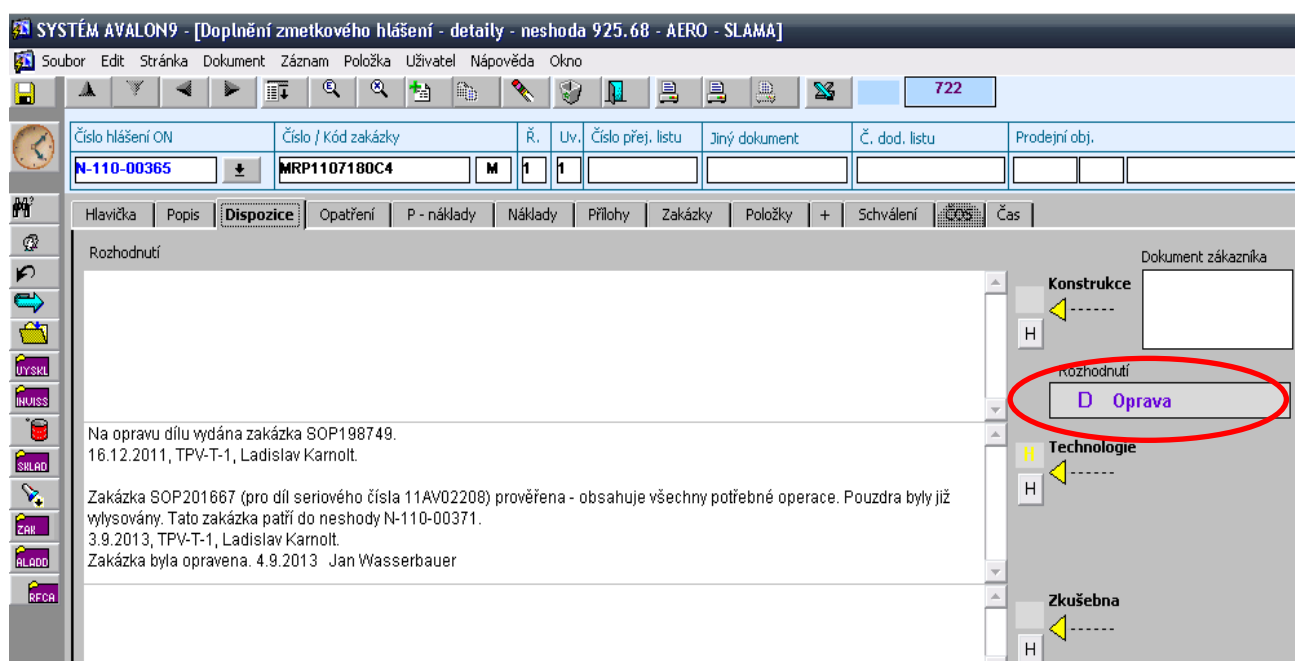 SYSTÉM AVALON9 - [Doplnění zmetkového hlášení - detaily - neshoda 925.68 - AERO - SLAMA]
Soubor Edit Stránka Dokument Záznam Položka Uživatel Nápověda Okno
722
Číslo hlášení ON Číslo / Kód zakázky Ř. Uv. Číslo přej. listu Jiný dokument Č. dod. listu Prodejní obj.
N-110-00365 MRP1107180C4 M 1 1
Hlavička Popis Dispozice Opatření P - náklady Náklady Přílohy Zakázky Položky + Schválení ČOS Čas
Rozhodnutí
Dokument zákazníka
Konstrukce
------
H
Rozhodnutí
D Oprava
Na opravu dílu vydána zakázka SOP198749.
16.12.2011, TPV-T-1, Ladislav Karnolt.
Zakázka SOP201667 (pro díl seriového čísla 11AV02208) prověřena - obsahuje všechny potřebné operace. Pouzdra byly již
vylysovány. Tato zakázka patří do neshody N-110-00371.
3.9.2013, TPV-T-1, Ladislav Karnolt.
Zakázka byla opravena. 4.9.2013 Jan Wasserbauer
Technologie
H
------
H
Zkušebna
------
H
VYSKL
INVISS
SKLAD
ZAK
ALADD
RFCA